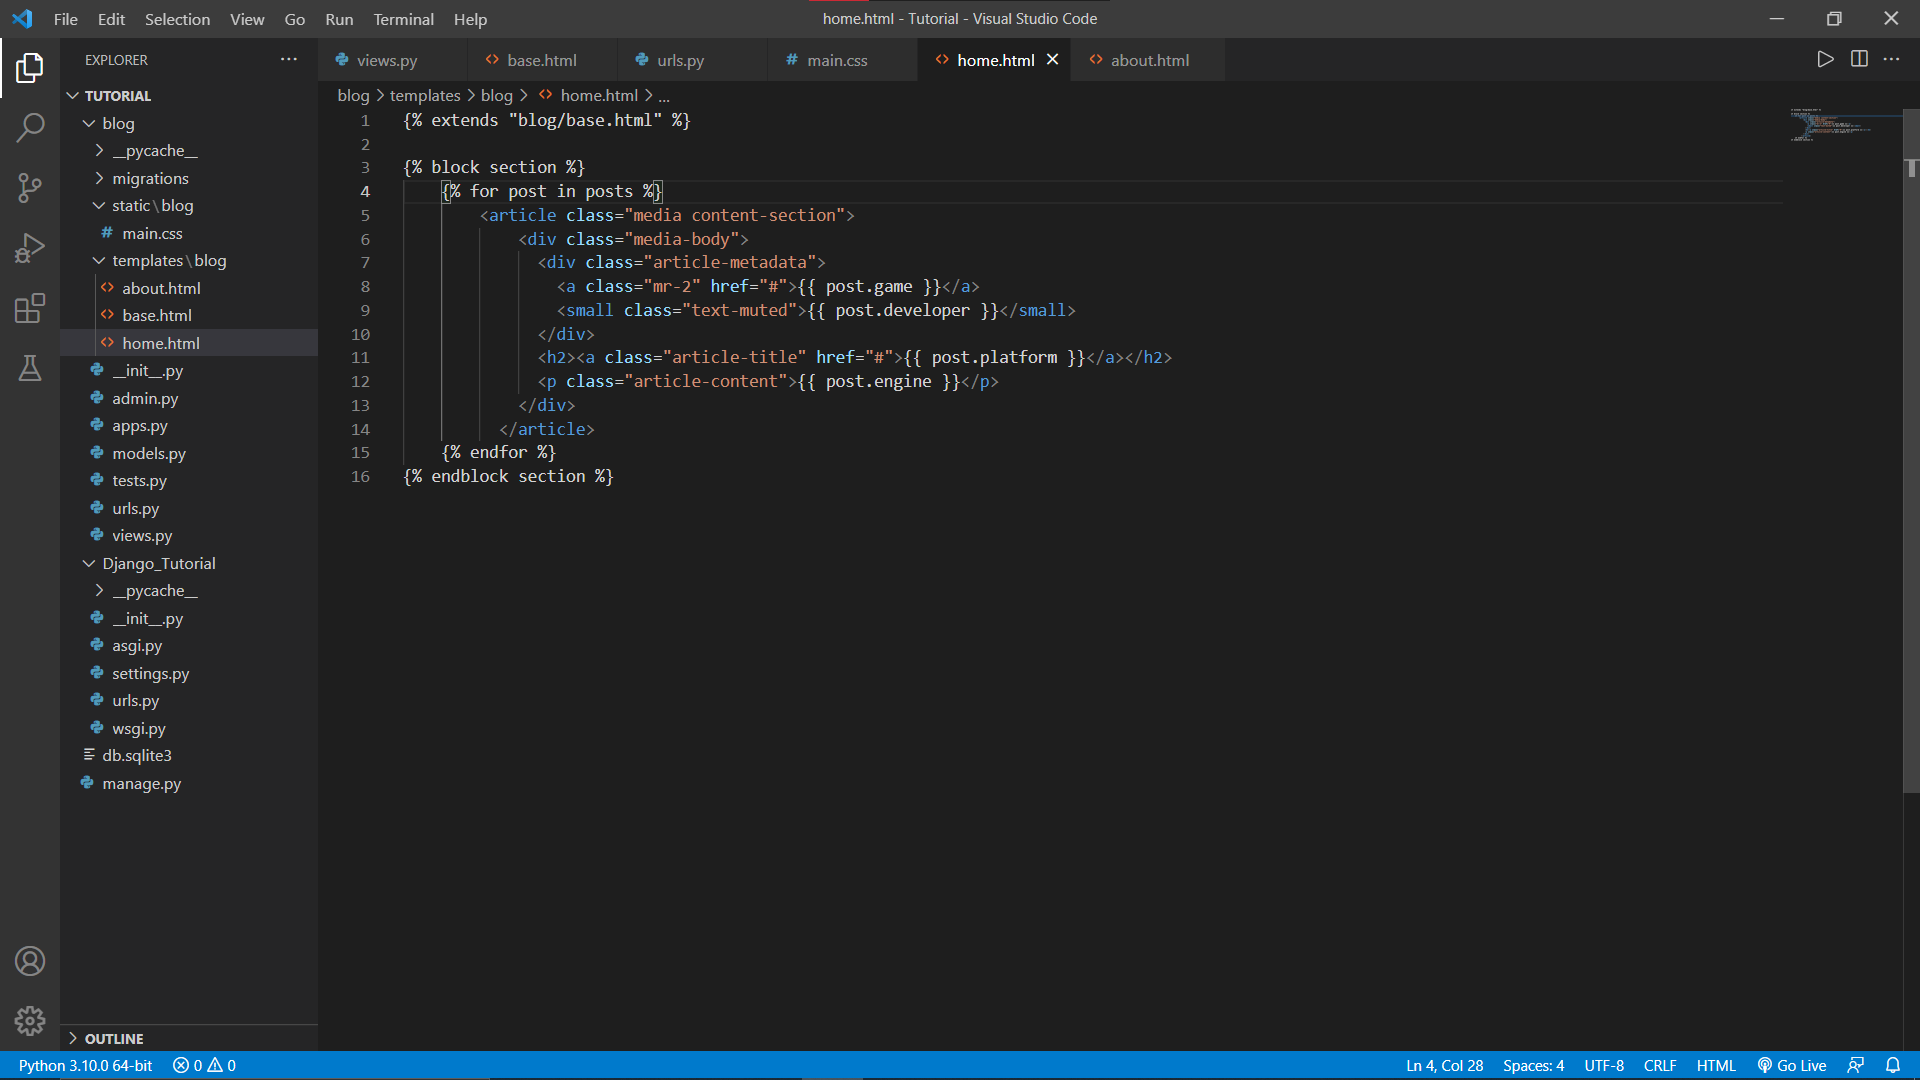 File Edit Selection View Go Run Terminal Help
home.html - Tutorial - Visual Studio Code
EXPLORER
TUTORIAL
blog
__pycache__
migrations
static\blog
main.css
templates\blog
about.html
base.html
home.html
__init__.py
admin.py
apps.py
models.py
tests.py
urls.py
views.py
Django_Tutorial
__pycache__
__init__.py
asgi.py
settings.py
urls.py
wsgi.py
db.sqlite3
manage.py
OUTLINE
views.py base.html urls.py main.css home.html about.html
blog > templates > blog > home.html > ...
1 {% extends "blog/base.html" %}
2
3 {% block section %}
4 {% for post in posts %}
5 <article class="media content-section">
6 <div class="media-body">
7 <div class="article-metadata">
8 <a class="mr-2" href="#">{{ post.game }}</a>
9 <small class="text-muted">{{ post.developer }}</small>
10 </div>
11 <h2><a class="article-title" href="#">{{ post.platform }}</a></h2>
12 <p class="article-content">{{ post.engine }}</p>
13 </div>
14 </article>
15 {% endfor %}
16 {% endblock section %}
Python 3.10.0 64-bit 0 0 Ln 4, Col 28 Spaces: 4 UTF-8 CRLF HTML Go Live